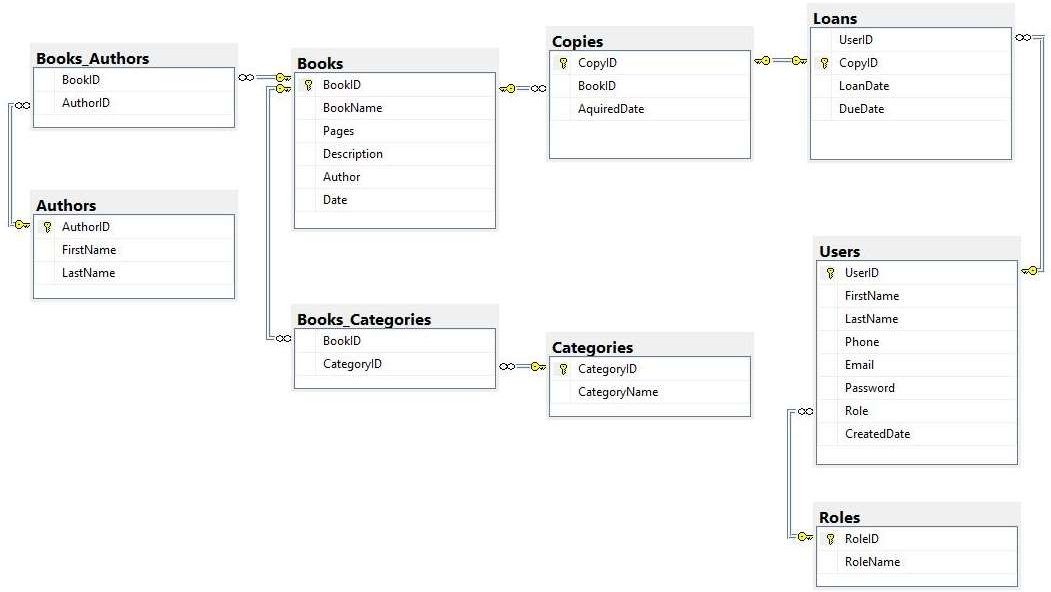 Books_Authors
BookID
AuthorID
Authors
AuthorID
FirstName
LastName
Books
BookID
BookName
Pages
Description
Author
Date
Books_Categories
BookID
CategoryID
Copies
CopyID
BookID
AquiredDate
Categories
CategoryID
CategoryName
Loans
UserID
CopyID
LoanDate
DueDate
Users
UserID
FirstName
LastName
Phone
Email
Password
Role
CreatedDate
Roles
RoleID
RoleName